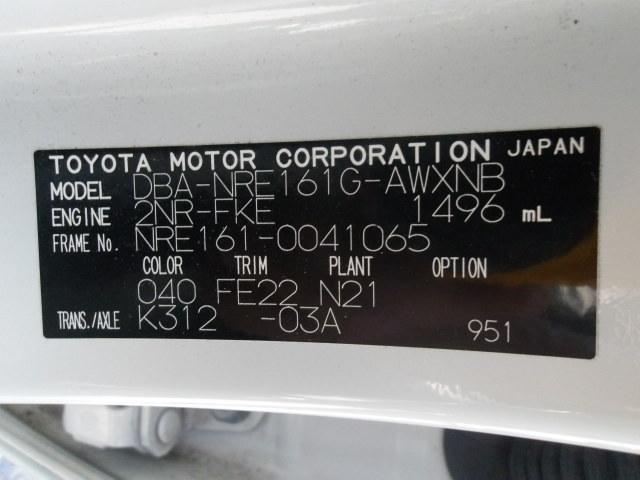 TOYOTA MOTOR CORPORATION JAPAN
MODEL DBA-NRE161G-AWXNB
ENGINE 2NR-FKE 1496 mL
FRAME No. NRE161-0041065
COLOR TRIM PLANT OPTION
040 FE22 N21
TRANS./AXLE K312 -03A 951